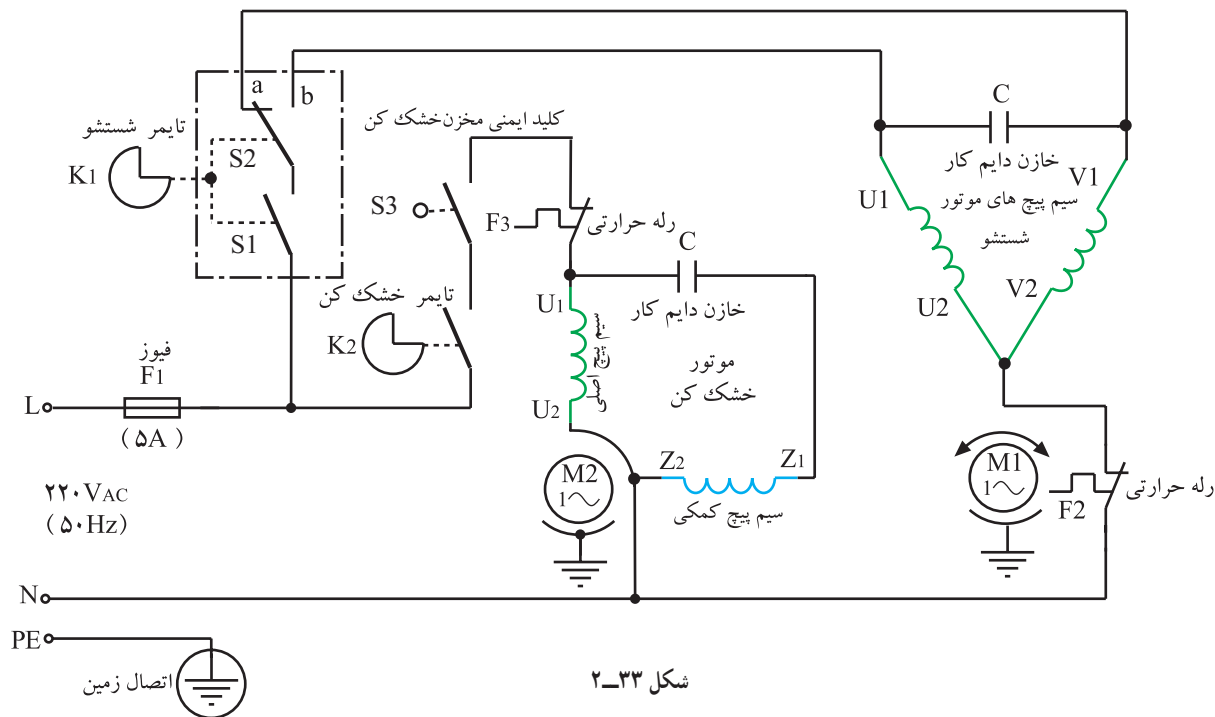 a
b
تایمر شستشو
K1
S2
S1
کلید ایمنی مخزن خشک کن
S3
F3
رله حرارتی
تایمر خشک کن
K2
C
خازن دایم کار
U1
سیم پیچ اصلی
U2
موتور
خشک کن
Z2
Z1
سیم پیچ کمکی
M2
1
C
خازن دایم کار
سیم پیچ های موتور
شستشو
U1
V1
U2
V2
M1
1
F2
رله حرارتی
فیوز
F1
(۵A)
L
۲۲۰VAC
(۵۰Hz)
N
PE
اتصال زمین
شکل ۳۳ــ۲